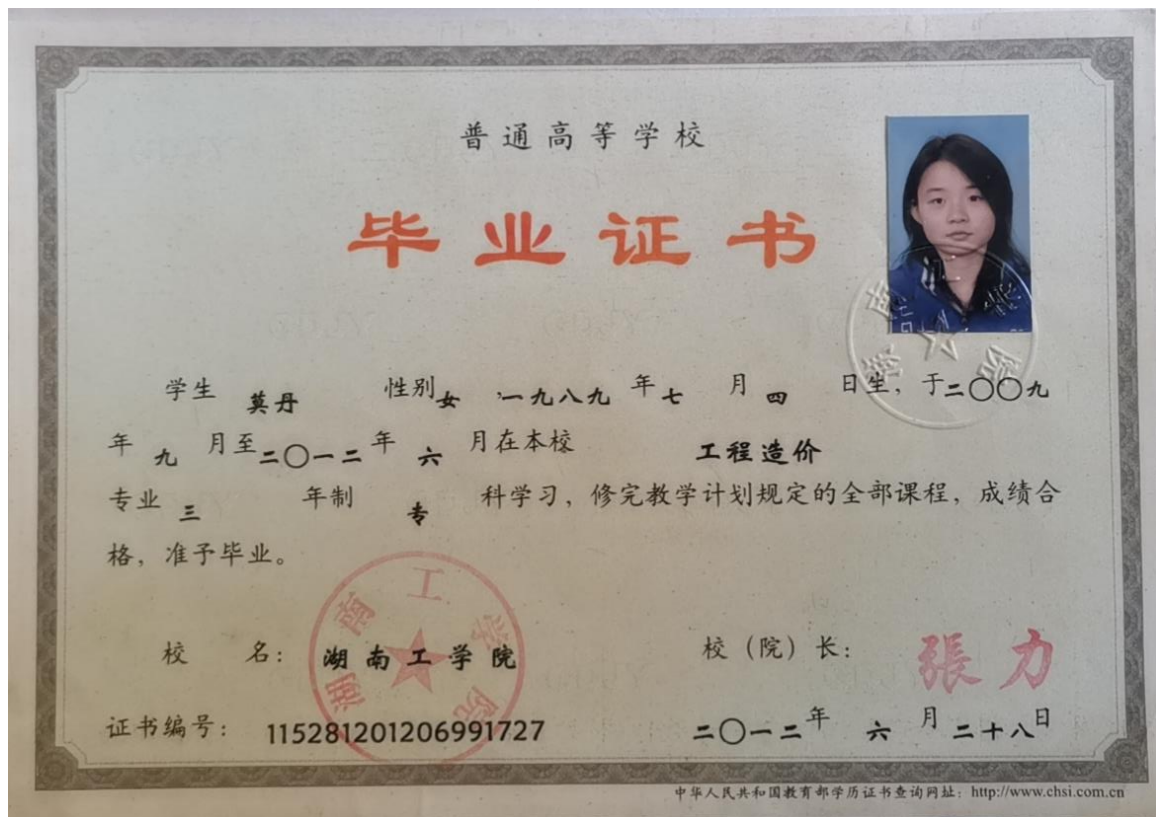 普通高等学校
毕业证书
学生 莫丹 性别 女 ,一九八九 年 七 月 四 日生，于二〇〇九
年 九 月至二〇一二年 六 月在本校 工程造价
专业 三 年制 专 科学习，修完教学计划规定的全部课程，成绩合
格，准予毕业。
湖南工学院
校 名： 湖南工学院 校（院）长： 張力
证书编号： 115281201206991727 二〇一二年 六 月 二十八日
中华人民共和国教育部学历证书查询网址：http://www.chsi.com.cn